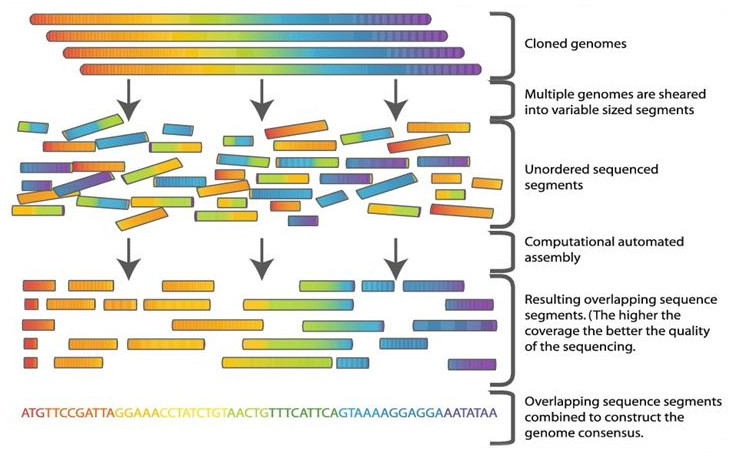 Cloned genomes
Multiple genomes are sheared
into variable sized segments
Unordered sequenced
segments
Computational automated
assembly
Resulting overlapping sequence
segments. (The higher the
coverage the better the quality
of the sequencing.
ATGTTCCGATTAGGAAACCTATCTGTAACTGTTTCATTCAGTAAAAGGAGGAAATATAA
Overlapping sequence segments
combined to construct the
genome consensus.